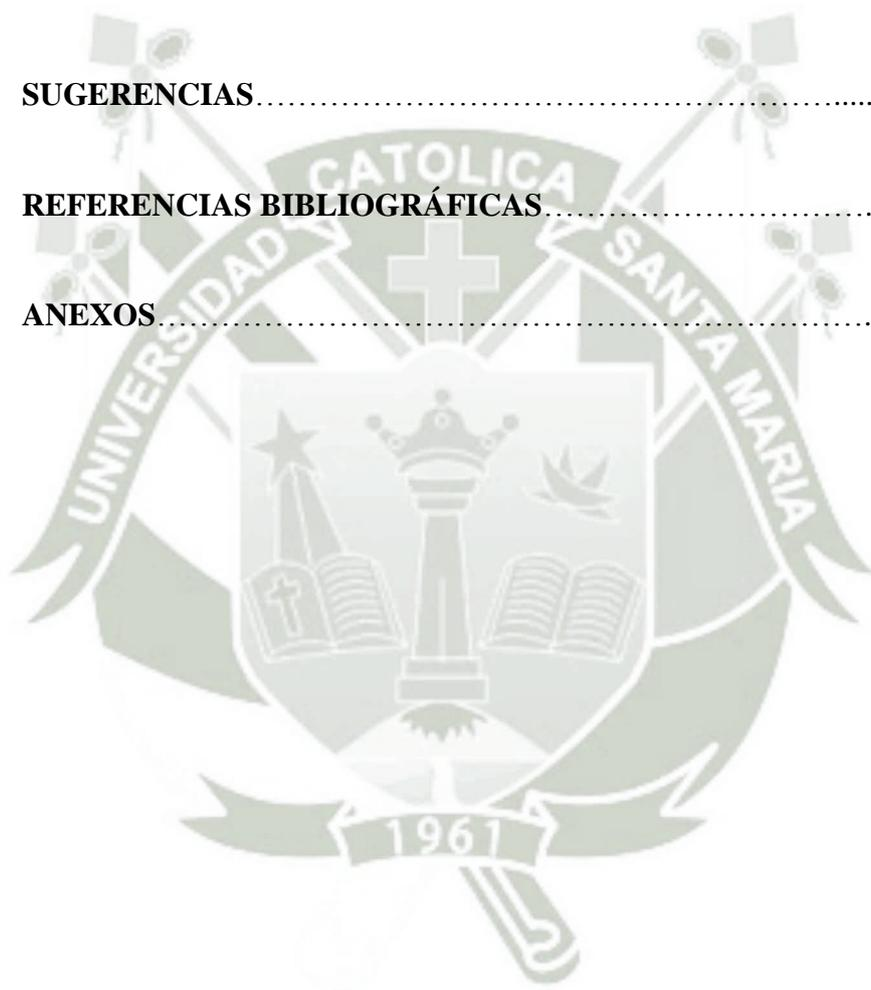 SUGERENCIAS……………………………………………….....
CATOLICA
REFERENCIAS BIBLIOGRÁFICAS………………………….
UNIVERSIDAD
SANTA MARIA
ANEXOS………………………………………………………….
1961